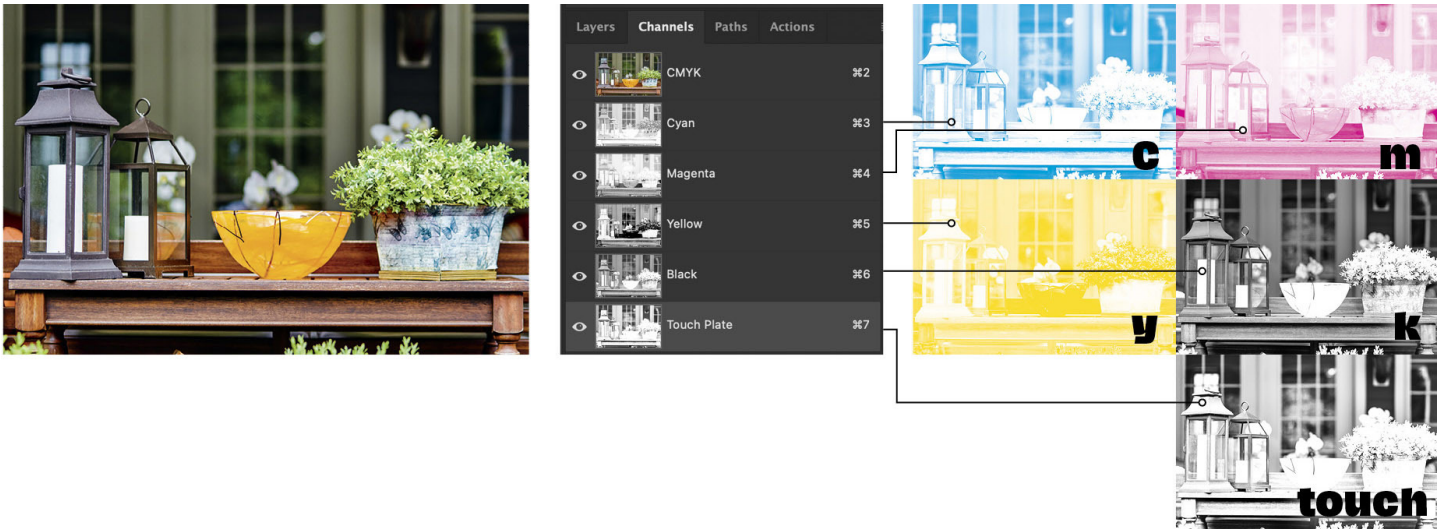 Layers Channels Paths Actions
CMYK ⌘2
Cyan ⌘3
Magenta ⌘4
Yellow ⌘5
Black ⌘6
Touch Plate ⌘7
c
m
y
k
touch